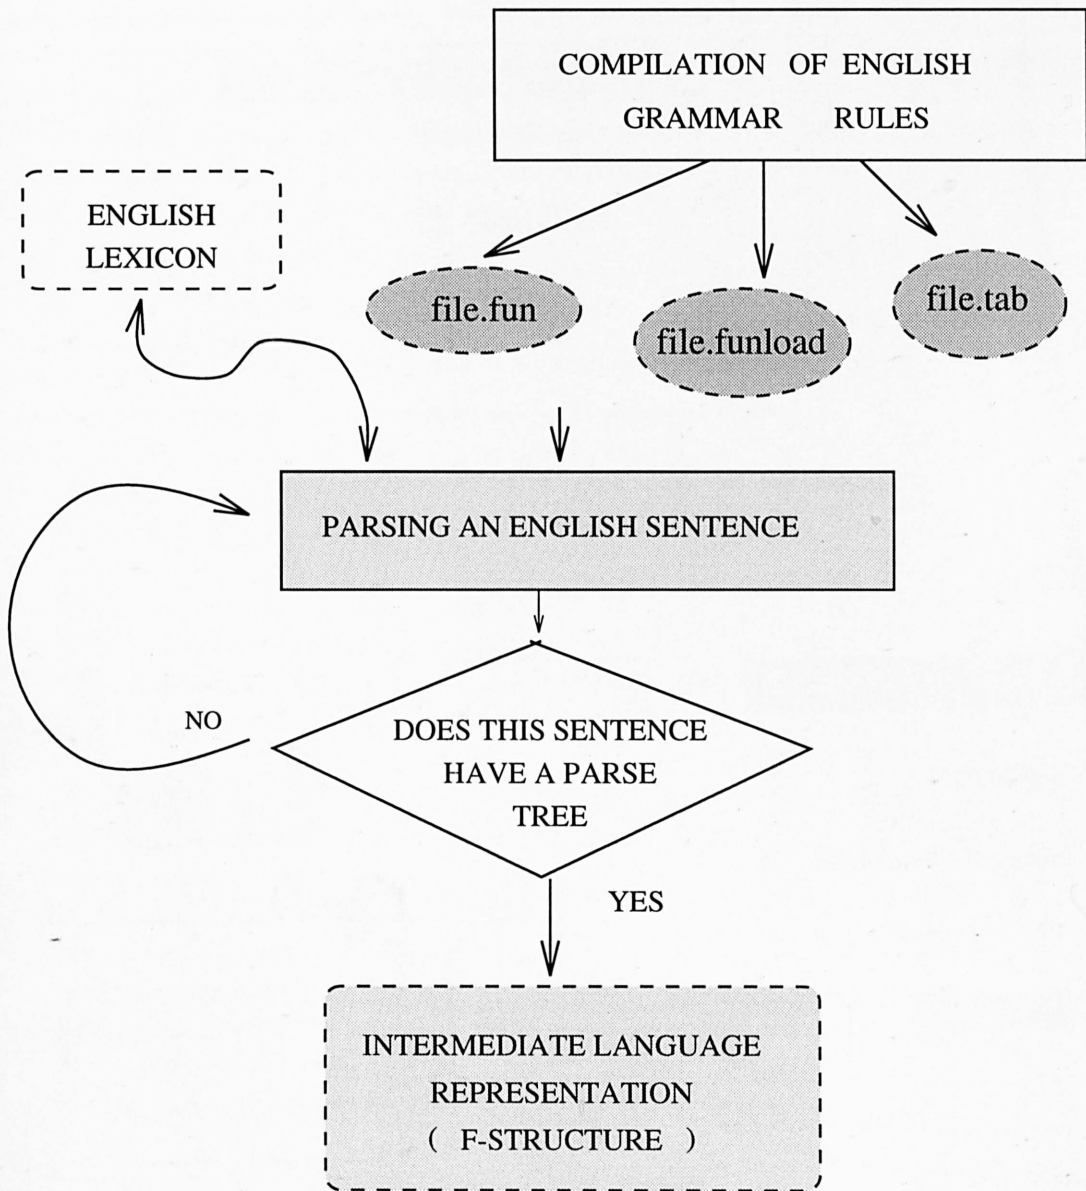 COMPILATION OF ENGLISH
GRAMMAR RULES
ENGLISH
LEXICON
file.fun
file.funload
file.tab
PARSING AN ENGLISH SENTENCE
DOES THIS SENTENCE
HAVE A PARSE
TREE
NO
YES
INTERMEDIATE LANGUAGE
REPRESENTATION
( F-STRUCTURE )